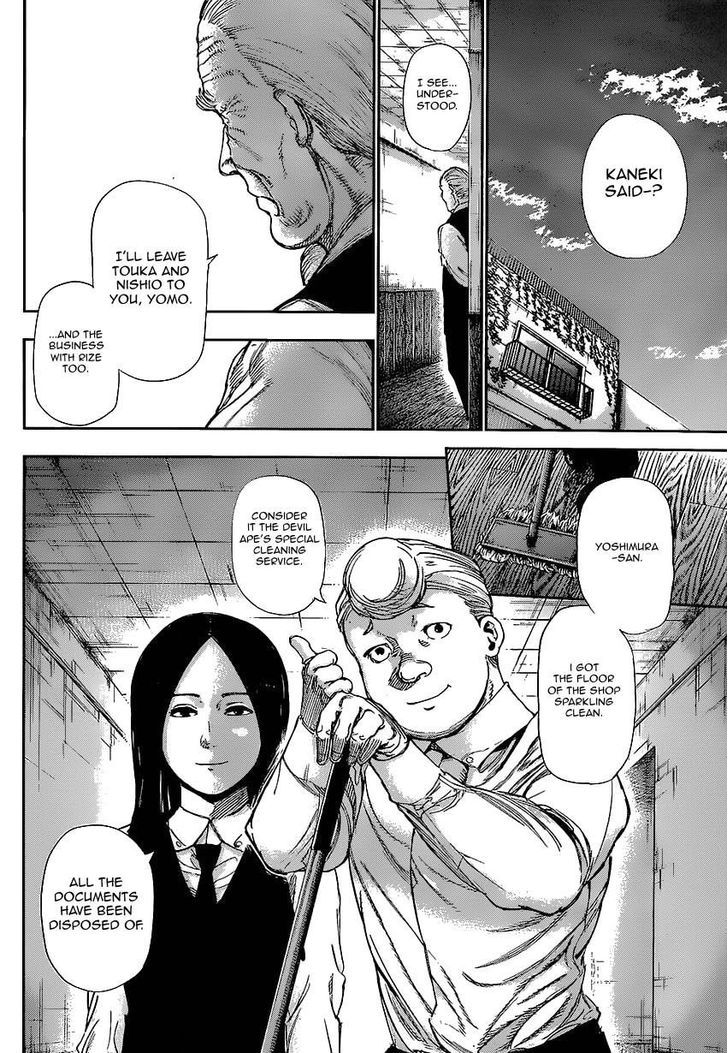 KANEKI
SAID-?
I SEE...
UNDER-
STOOD.
I'LL LEAVE
TOUKA AND
NISHIO TO
YOU, YOMO.
...AND THE
BUSINESS
WITH RIZE
TOO.
YOSHIMURA
-SAN.
I GOT
THE FLOOR
OF THE SHOP
SPARKLING
CLEAN.
CONSIDER
IT THE DEVIL
APE'S SPECIAL
CLEANING
SERVICE.
ALL THE
DOCUMENTS
HAVE BEEN
DISPOSED OF.